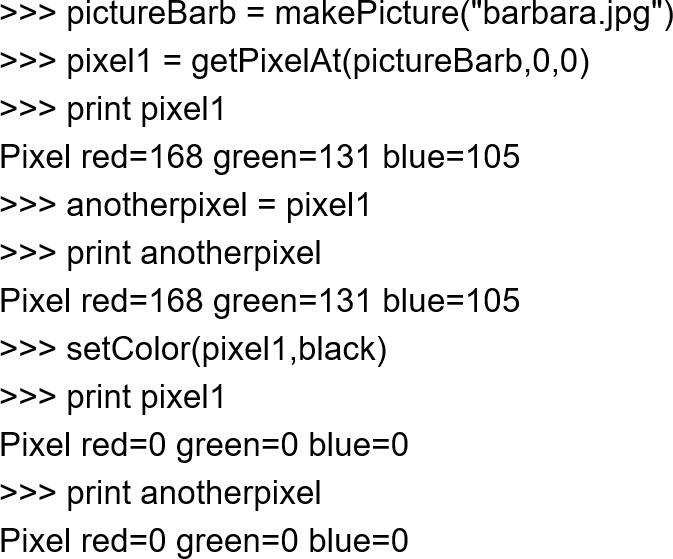 >>> pictureBarb = makePicture("barbara.jpg")
>>> pixel1 = getPixelAt(pictureBarb,0,0)
>>> print pixel1
Pixel red=168 green=131 blue=105
>>> anotherpixel = pixel1
>>> print anotherpixel
Pixel red=168 green=131 blue=105
>>> setColor(pixel1,black)
>>> print pixel1
Pixel red=0 green=0 blue=0
>>> print anotherpixel
Pixel red=0 green=0 blue=0